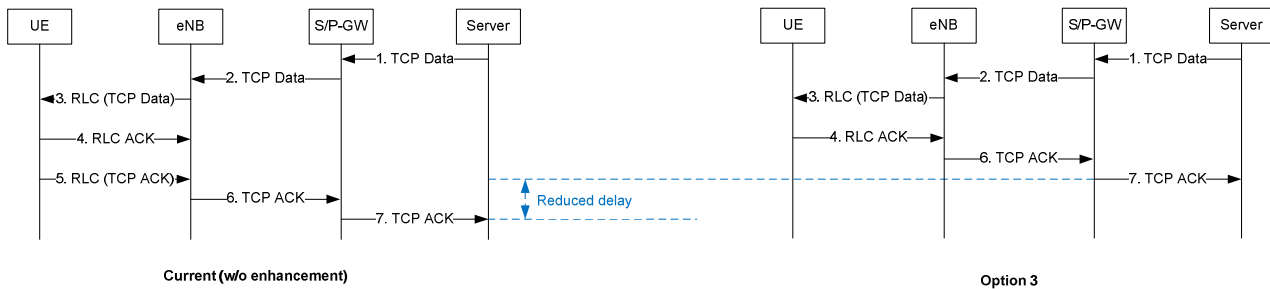 UE
eNB
S/P-GW
Server
1. TCP Data
2. TCP Data
3. RLC (TCP Data)
4. RLC ACK
5. RLC (TCP ACK)
6. TCP ACK
7. TCP ACK
Reduced delay
Current (w/o enhancement)
UE
eNB
S/P-GW
Server
1. TCP Data
2. TCP Data
3. RLC (TCP Data)
4. RLC ACK
6. TCP ACK
7. TCP ACK
Option 3